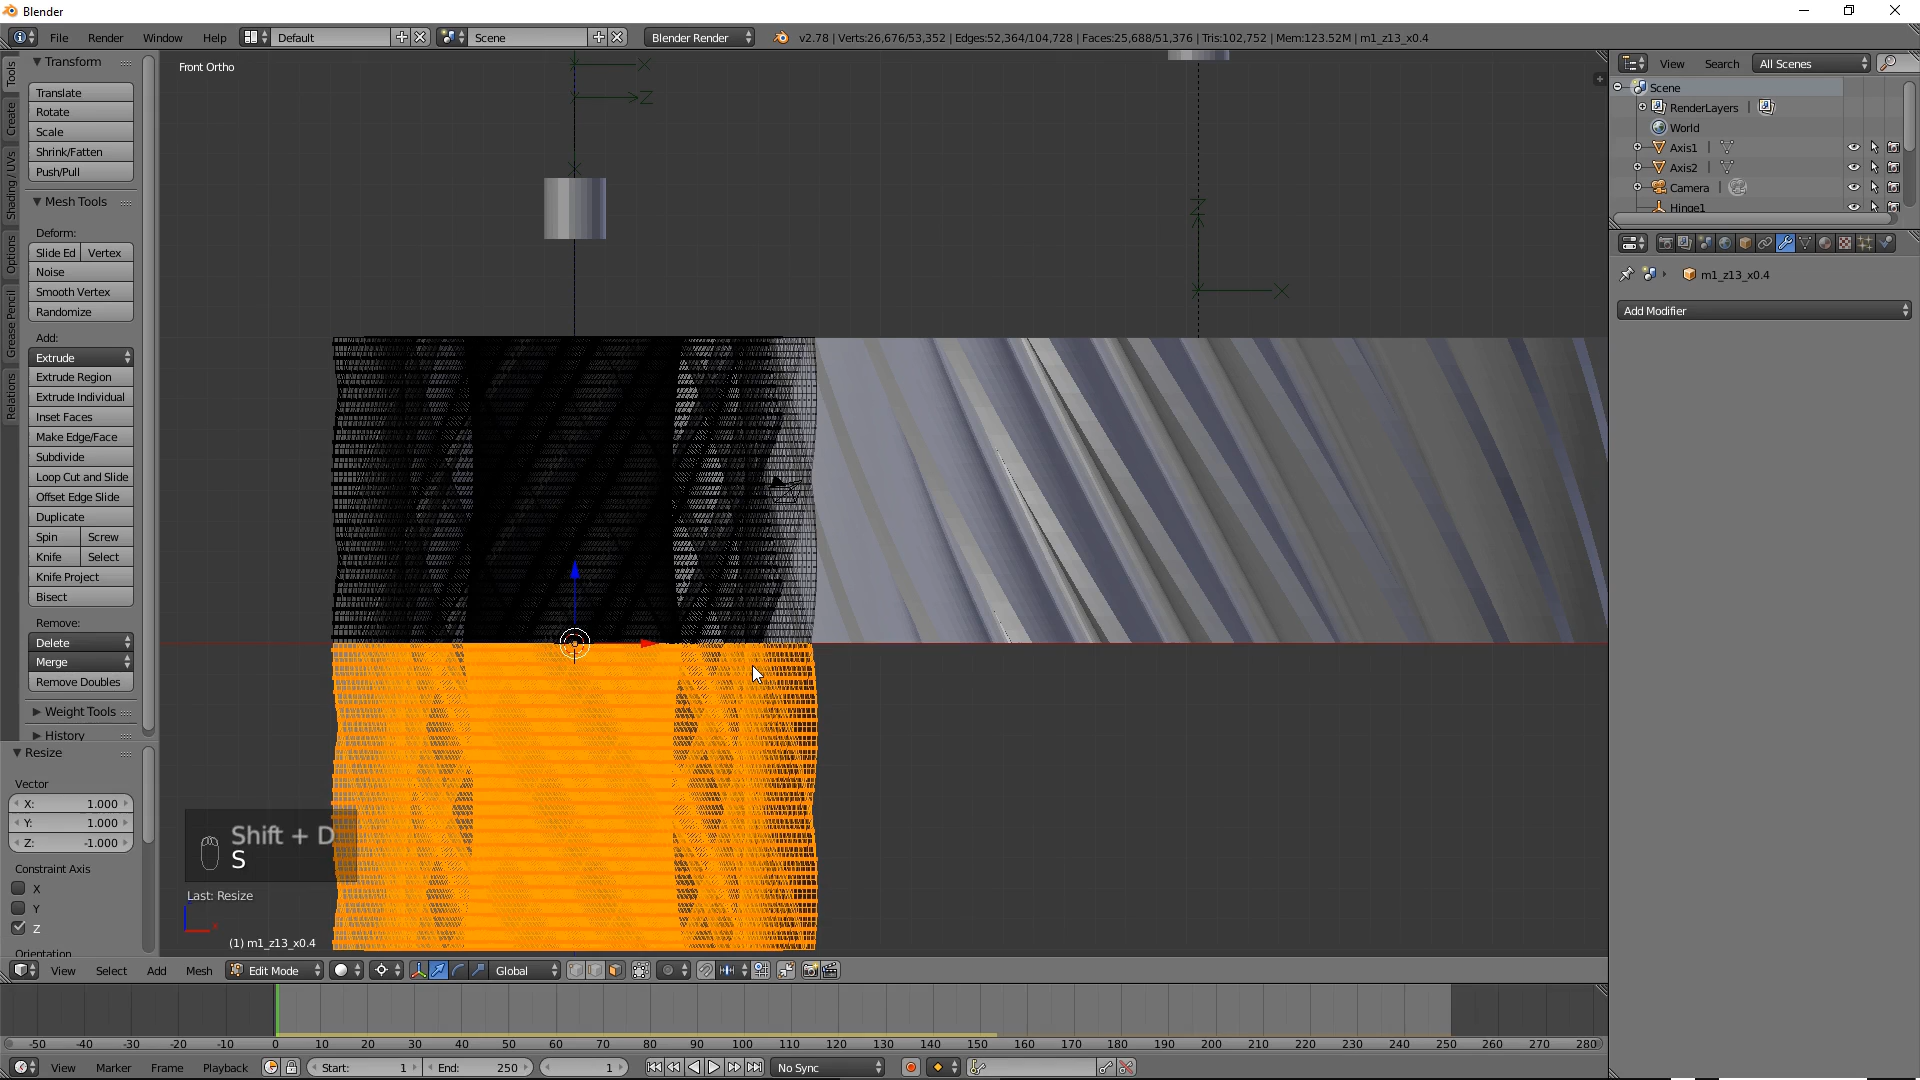 Blender
File Render Window Help Default Scene Blender Render v2.78 | Verts:26,676/53,352 | Edges:52,364/104,728 | Faces:25,688/51,376 | Tris:102,752 | Mem:123.52M | m1_z13_x0.4
Transform
Front Ortho
View Search All Scenes
Translate
Rotate
Scale
Shrink/Fatten
Push/Pull
Scene
RenderLayers |
World
Axis1 |
Axis2 |
Camera |
Hinge1
Tools
Create
Shading / UVs
Options
Grease Pencil
Relations
Mesh Tools
Deform:
Slide Ed Vertex
Noise
Smooth Vertex
Randomize
m1_z13_x0.4
Add Modifier
Add:
Extrude
Extrude Region
Extrude Individual
Inset Faces
Make Edge/Face
Subdivide
Loop Cut and Slide
Offset Edge Slide
Duplicate
Spin Screw
Knife Select
Knife Project
Bisect
Remove:
Delete
Merge
Remove Doubles
Weight Tools
History
X
Z
X
Z
X
Resize
Vector
X: 1.000
Y: 1.000
Z: -1.000
Constraint Axis
X
Y
Z
Orientation
Shift + D
S
Last: Resize
(1) m1_z13_x0.4
View Select Add Mesh Edit Mode Global
-50 -40 -30 -20 -10 0 10 20 30 40 50 60 70 80 90 100 110 120 130 140 150 160 170 180 190 200 210 220 230 240 250 260 270 280
View Marker Frame Playback Start: 1 End: 250 1 No Sync